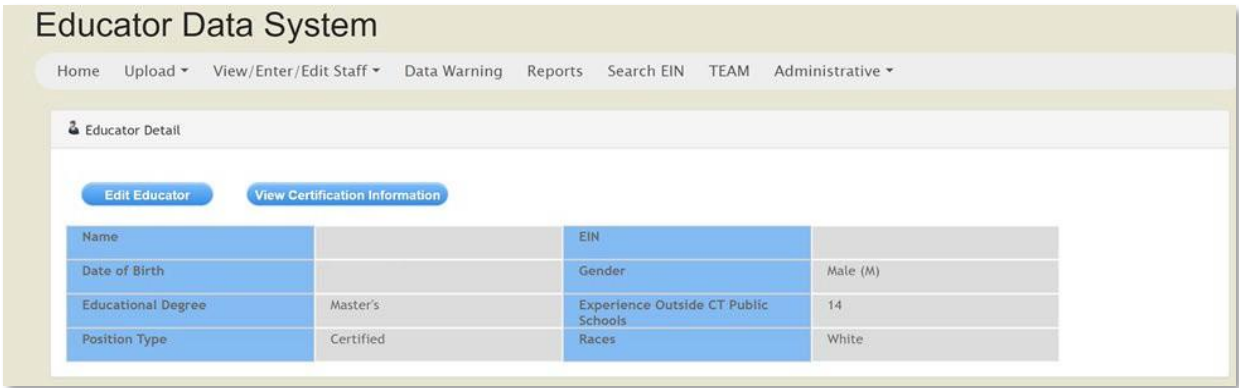 Educator Data System
Home Upload View/Enter/Edit Staff Data Warning Reports Search EIN TEAM Administrative
Educator Detail
Edit Educator View Certification Information
Name EIN
Date of Birth Gender Male (M)
Educational Degree Master's Experience Outside CT Public
Schools 14
Position Type Certified Races White